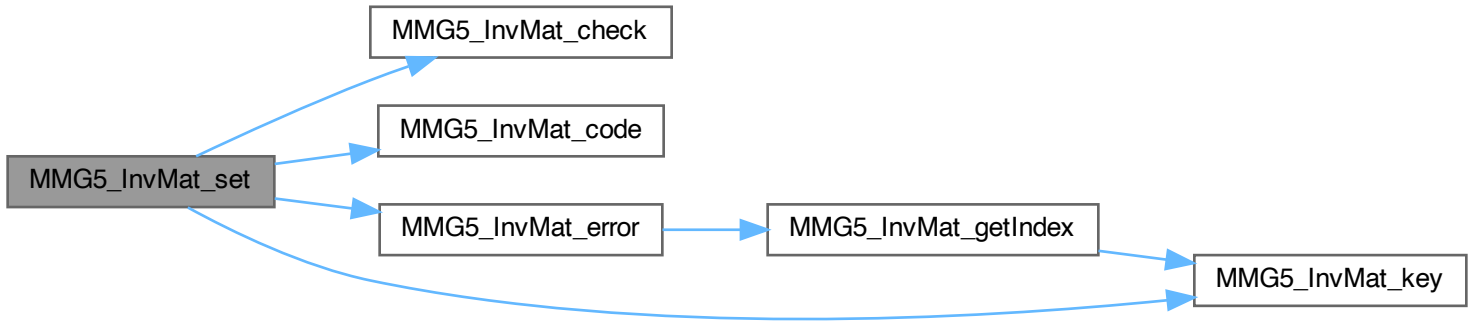 MMG5_InvMat_check
MMG5_InvMat_code
MMG5_InvMat_set
MMG5_InvMat_error
MMG5_InvMat_getIndex
MMG5_InvMat_key